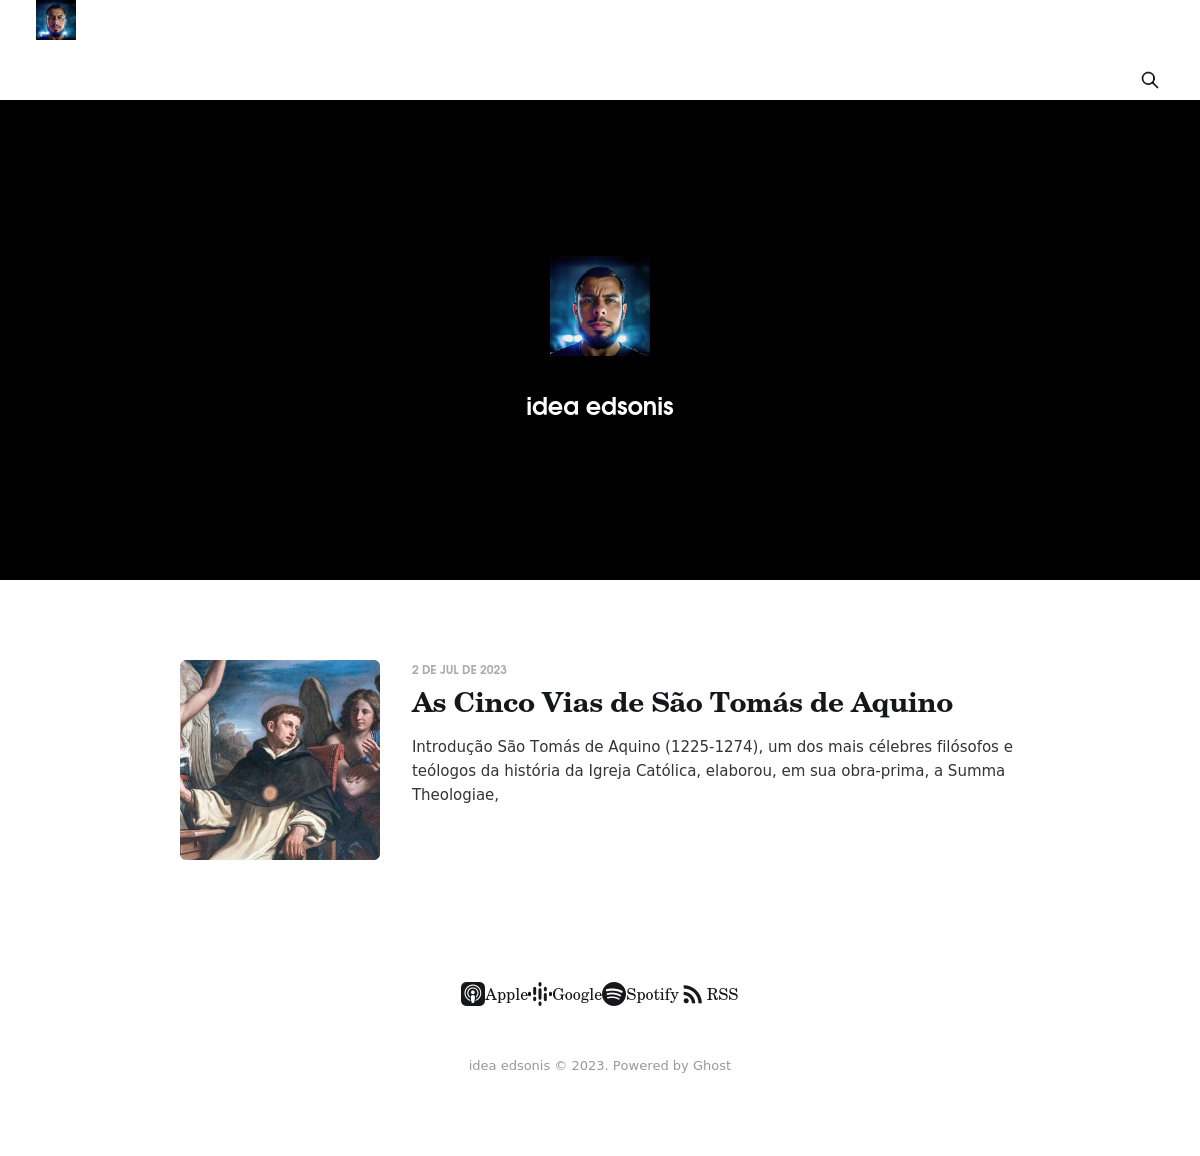 idea edsonis
2 DE JUL DE 2023
As Cinco Vias de São Tomás de Aquino
Introdução São Tomás de Aquino (1225-1274), um dos mais célebres filósofos e
teólogos da história da Igreja Católica, elaborou, em sua obra-prima, a Summa
Theologiae,
Apple Google Spotify RSS
idea edsonis © 2023. Powered by Ghost